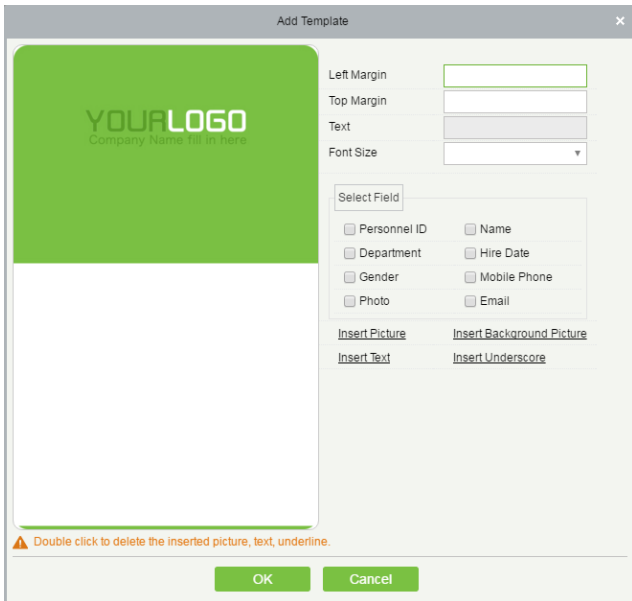 Add Template
×
YOURLOGO
Company Name fill in here
Left Margin
Top Margin
Text
Font Size
Select Field
Personnel ID Name
Department Hire Date
Gender Mobile Phone
Photo Email
Insert Picture Insert Background Picture
Insert Text Insert Underscore
Double click to delete the inserted picture, text, underline.
OK Cancel